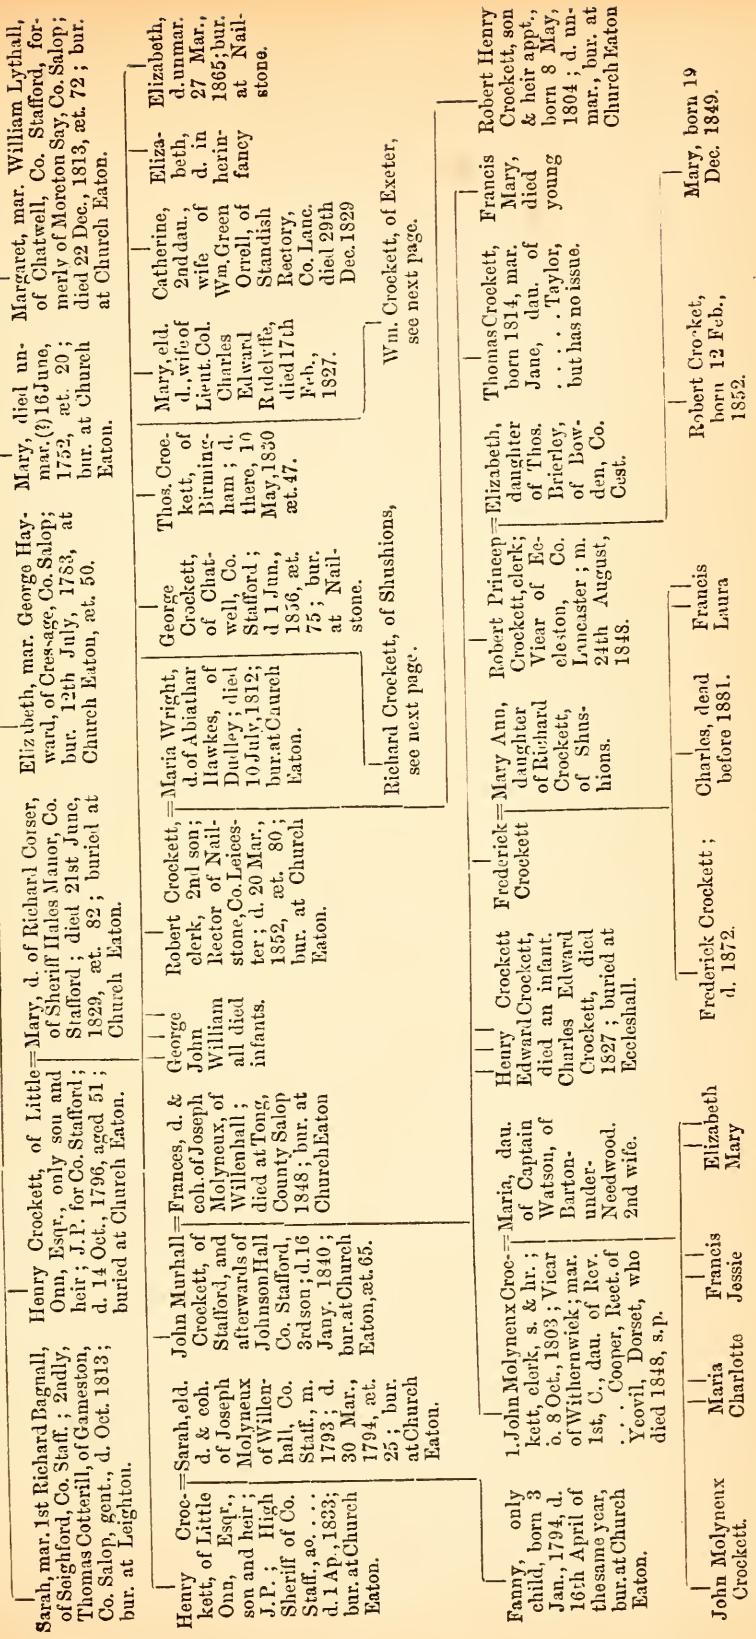 Sarah, mar. 1st Richard Bagnall,
of Seighford, Co. Staff.; 2ndly,
Thomas Cotterill, of Gameston,
Co. Salop, gent., d. Oct. 1813;
bur. at Leighton.
Henry Crockett, of Little=
Onn, Esqr., only son and
heir; J.P. for Co. Stafford;
d. 14 Oct., 1796, aged 51;
buried at Church Eaton.
Mary, d. of Richard Corser,
of Sheriff Hales Manor, Co.
Stafford; died 21st June,
1829, æt. 82; buried at
Church Eaton.
Elizabeth, mar. George Hay-
ward, of Cressage, Co. Salop;
bur. 12th July, 1783, at
Church Eaton, æt. 50.
Mary, died un-
mar. (?) 16 June,
1752, æt. 20;
bur. at Church
Eaton.
Margaret, mar. William Lythall,
of Chatwell, Co. Stafford, for-
merly of Moreton Say, Co. Salop;
died 22 Dec., 1813, æt. 72; bur.
at Church Eaton.
Henry Croc-=
kett, of Little
Onn, Esqr.,
son and heir;
J.P.; High
Sheriff of Co.
Staff., ao. . . . .
d. 1 Ap., 1833;
bur. at Church
Eaton.
Sarah, eld.
d. & coh.
of Joseph
Molyneux
of Willen-
hall, Co.
Staff., m.
1793; d.
30 Mar.,
1794, æt.
25; bur.
at Church
Eaton.
John Marhall=
Crockett, of
Stafford, and
afterwards of
Johnson Hall
Co. Stafford,
3rd son; d. 16
Jany. 1840;
bur. at Church
Eaton, æt. 65.
Frances, d. &
coh. of Joseph
Molyneux, of
Willenhall;
died at Tong,
County Salop
1848; bur. at
Church Eaton
George
John
William
all died
infants.
Robert Crockett,=
clerk, 2nd son;
Rector of Nail-
stone, Co. Leices-
ter; d. 20 Mar.,
1852, æt. 80;
bur. at Church
Eaton.
Maria Wright,
d. of Abiathar
Hawkes, of
Dudley; died
10 July, 1812;
bur. at Church
Eaton.
George
Crockett,
of Chat-
well, Co.
Stafford;
d 1 Jun.,
1856, æt.
75; bur.
at Nail-
stone.
Thos. Croc-
kett, of
Birming-
ham; d.
there, 10
May, 1830
æt. 47.
Mary, eld.
d., wife of
Lieut. Col.
Charles
Edward
Radclyffe,
died 17th
Feb.,
1827.
Catherine,
2nd dau.,
wife of
Wm. Green
Orrell, of
Standish
Rectory,
Co. Lanc.
died 29th
Dec. 1829
Eliza-
beth,
d. in
her in-
fancy
Elizabeth,
d. unmar.
27 Mar.,
1865; bur.
at Nail-
stone.
Richard Crockett, of Shushions,
see next page.
Wm. Crockett, of Exeter,
see next page.
Fanny, only
child, born 3
Jan., 1794, d.
16th April of
the same year,
bur. at Church
Eaton.
1. John Molyneux Croc-=
kett, clerk, s. & hr.;
b. 8 Oct., 1803; Vicar
of Withernwick; mar.
1st, C., dau. of Rev.
. . . Cooper, Rect. of
Yeovil, Dorset, who
died 1848, s.p.
Maria, dau.
of Captain
Watson, of
Barton-
under-
Needwood.
2nd wife.
Henry Crockett
Edward Crockett,
died an infant.
Charles Edward
Crockett, died
1827; buried at
Eccleshall.
Frederick=
Crockett
Mary Ann,
daughter
of Richard
Crockett,
of Shus-
hions.
Robert Princep=
Crockett, clerk;
Vicar of Ec-
cleston, Co.
Lancaster; m.
24th August,
1848.
Elizabeth,
daughter
of Thos.
Brierley,
of Bow-
den, Co.
Cest.
Thomas Crockett,
born 1814, mar.
Jane, dau. of
. . . . . Taylor,
but has no issue.
Francis
Mary,
died
young
Robert Henry
Crockett, son
& heir appt.,
born 8 May,
1804; d. un-
mar., bur. at
Church Eaton
John Molyneux
Crockett.
Maria
Charlotte
Francis
Jessie
Elizabeth
Mary
Frederick Crockett;
d. 1872.
Charles, dead
before 1881.
Francis
Laura
Robert Crocket,
born 12 Feb.,
1852.
Mary, born 19
Dec. 1849.